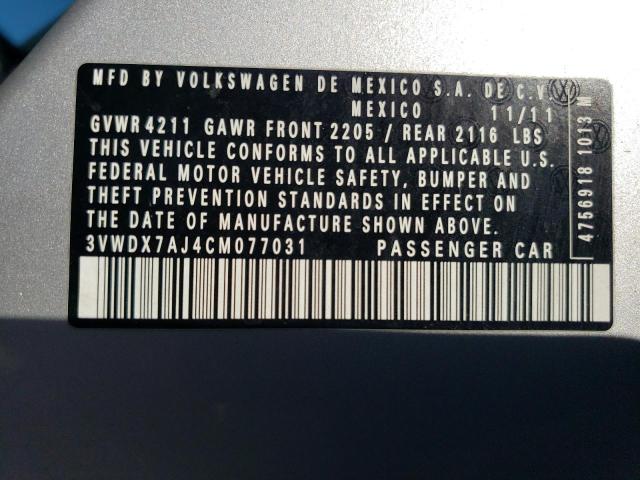 MFD BY VOLKSWAGEN DE MEXICO S.A. DE C.V
MEXICO 11/11
GVWR 4211 GAWR FRONT 2205 / REAR 2116 LBS
THIS VEHICLE CONFORMS TO ALL APPLICABLE U.S.
FEDERAL MOTOR VEHICLE SAFETY, BUMPER AND
THEFT PREVENTION STANDARDS IN EFFECT ON
THE DATE OF MANUFACTURE SHOWN ABOVE.
3VWDX7AJ4CM077031 PASSENGER CAR
4756918 1013 M